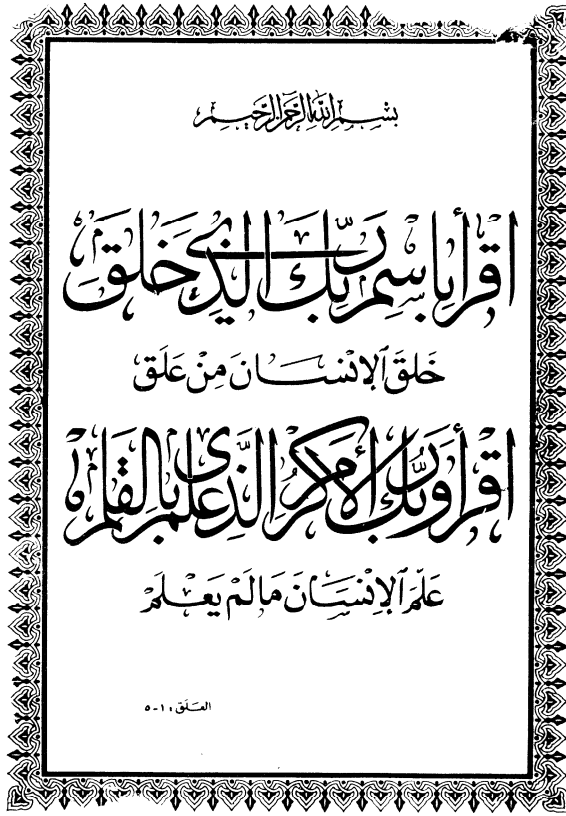 بسم الله الرحمن الرحيم
اقرأ باسم ربك الذي خلق
خلق الإنسان من علق
اقرأ وربك الأكرم الذي علم بالقلم
علم الإنسان ما لم يعلم
العلق: ١-٥